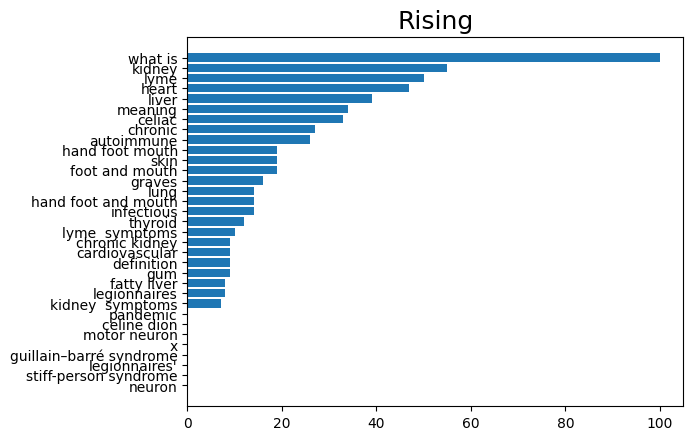 Rising
what is
kidney
lyme
heart
liver
meaning
celiac
chronic
autoimmune
hand foot mouth
skin
foot and mouth
graves
lung
hand foot and mouth
infectious
thyroid
lyme  symptoms
chronic kidney
cardiovascular
definition
gum
fatty liver
legionnaires
kidney  symptoms
pandemic
celine dion
motor neuron
x
guillain–barré syndrome
legionnaires'
stiff-person syndrome
neuron
0 20 40 60 80 100